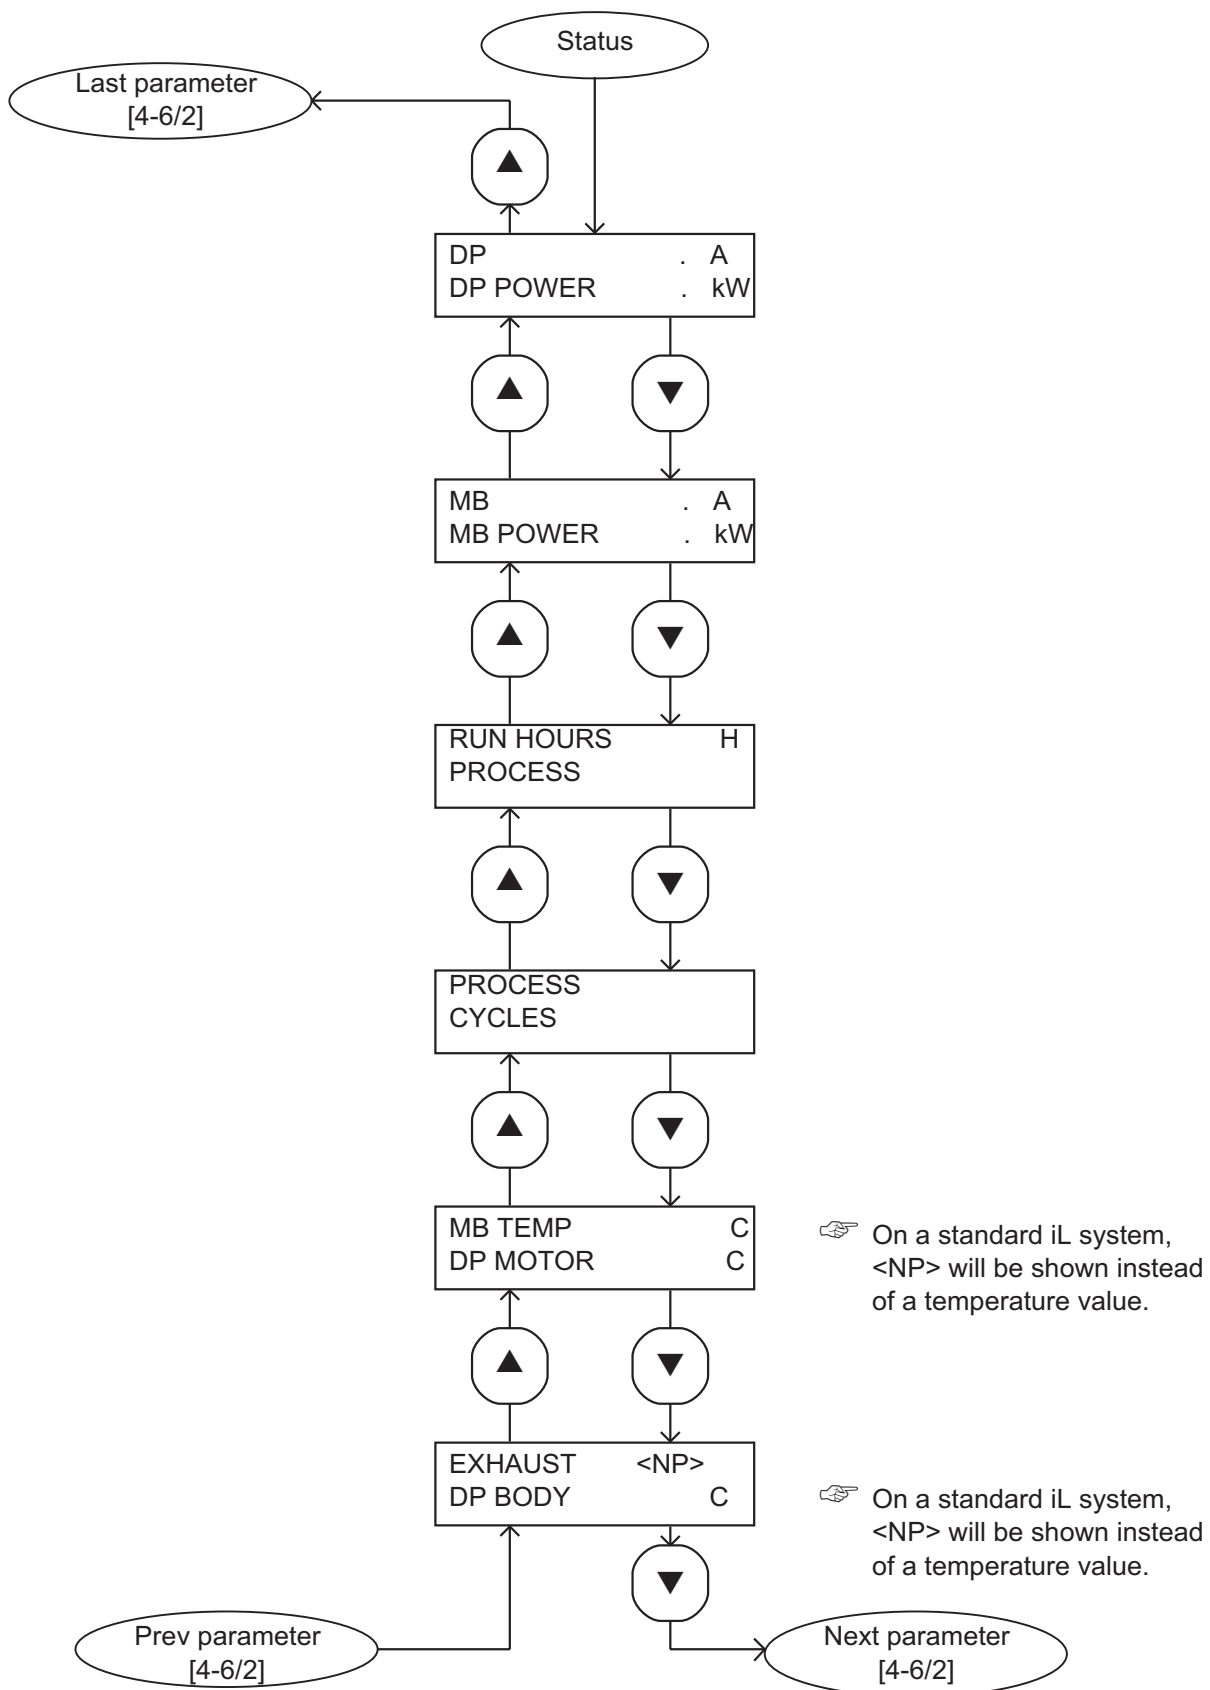 Status
Last parameter
[4-6/2]
▲
DP . A
DP POWER . kW
▲ ▼
MB . A
MB POWER . kW
▲ ▼
RUN HOURS H
PROCESS
▲ ▼
PROCESS
CYCLES
▲ ▼
MB TEMP C
DP MOTOR C
☞ On a standard iL system,
<NP> will be shown instead
of a temperature value.
▲ ▼
EXHAUST <NP>
DP BODY C
☞ On a standard iL system,
<NP> will be shown instead
of a temperature value.
▼
Prev parameter
[4-6/2]
Next parameter
[4-6/2]